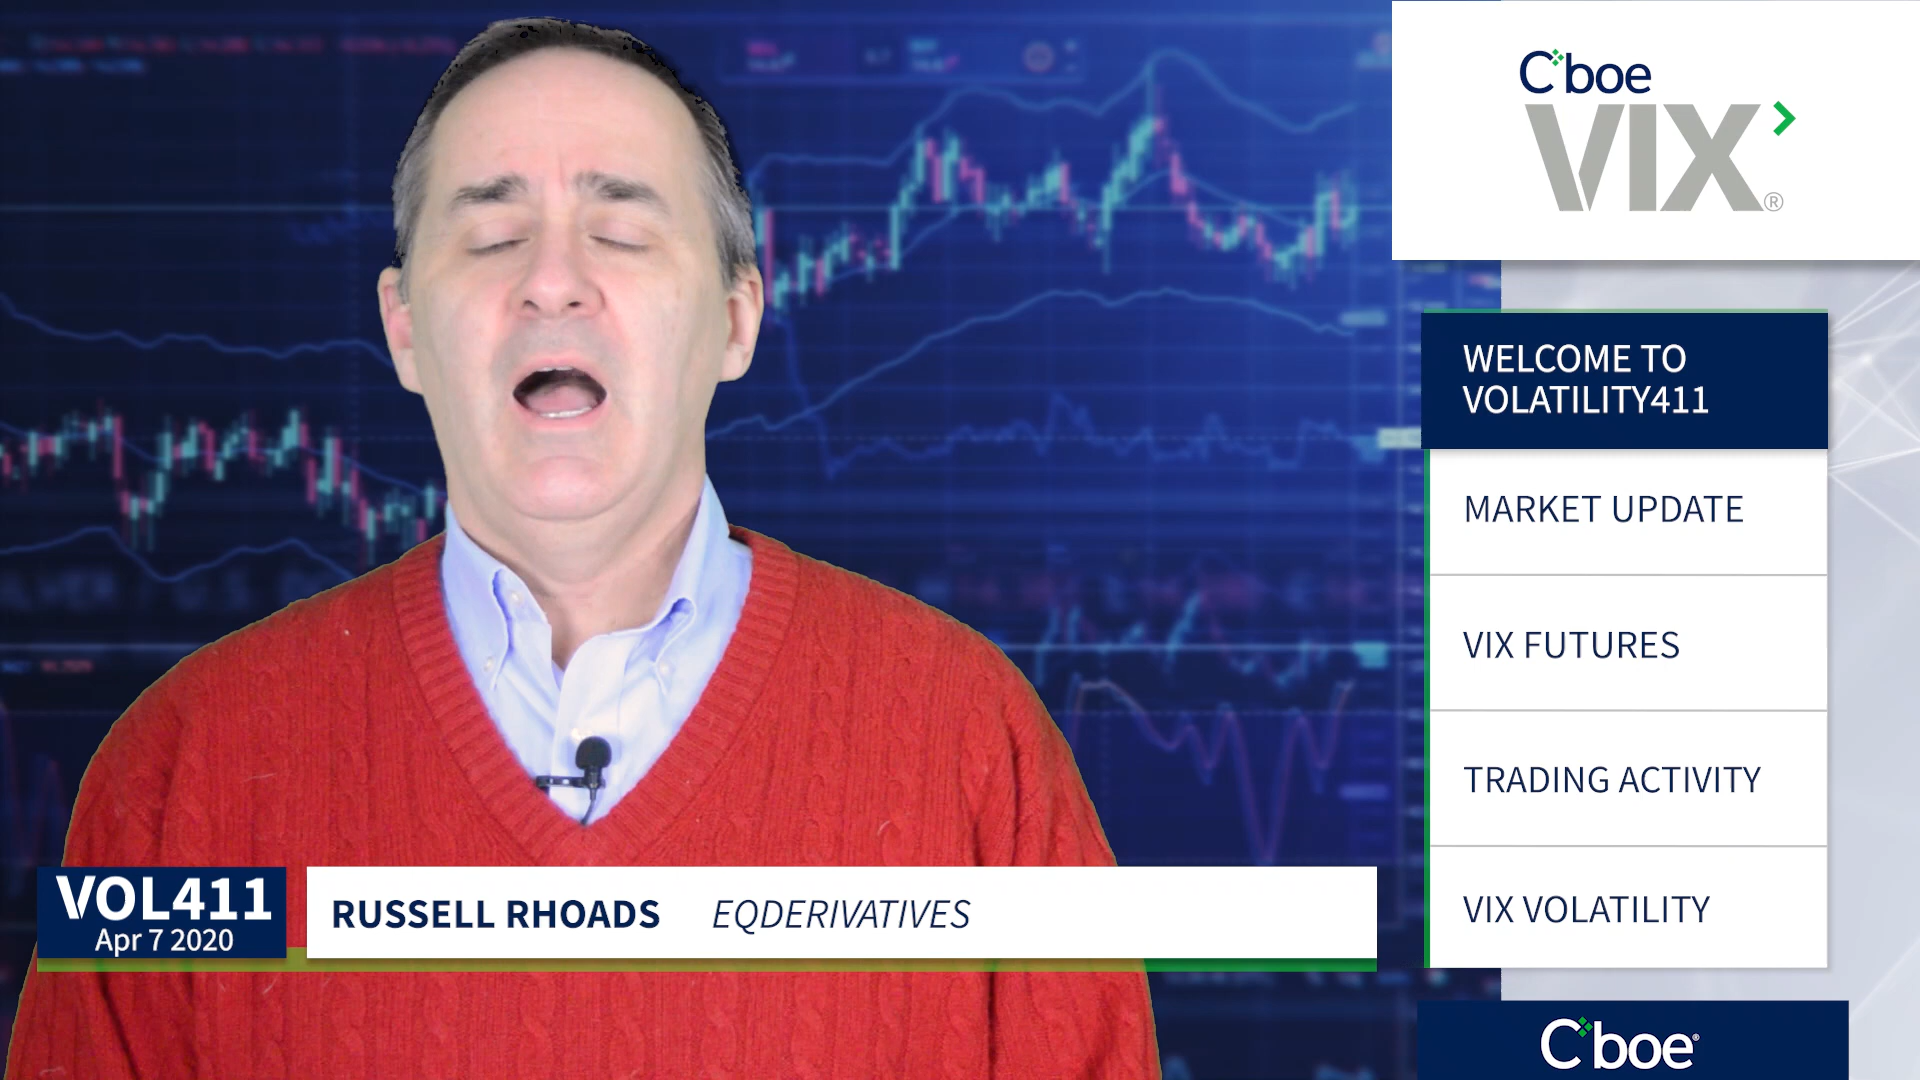 Cboe
VIX®
WELCOME TO
VOLATILITY411
MARKET UPDATE
VIX FUTURES
TRADING ACTIVITY
VIX VOLATILITY
VOL411
Apr 7 2020
RUSSELL RHOADS EQDERIVATIVES
Cboe®